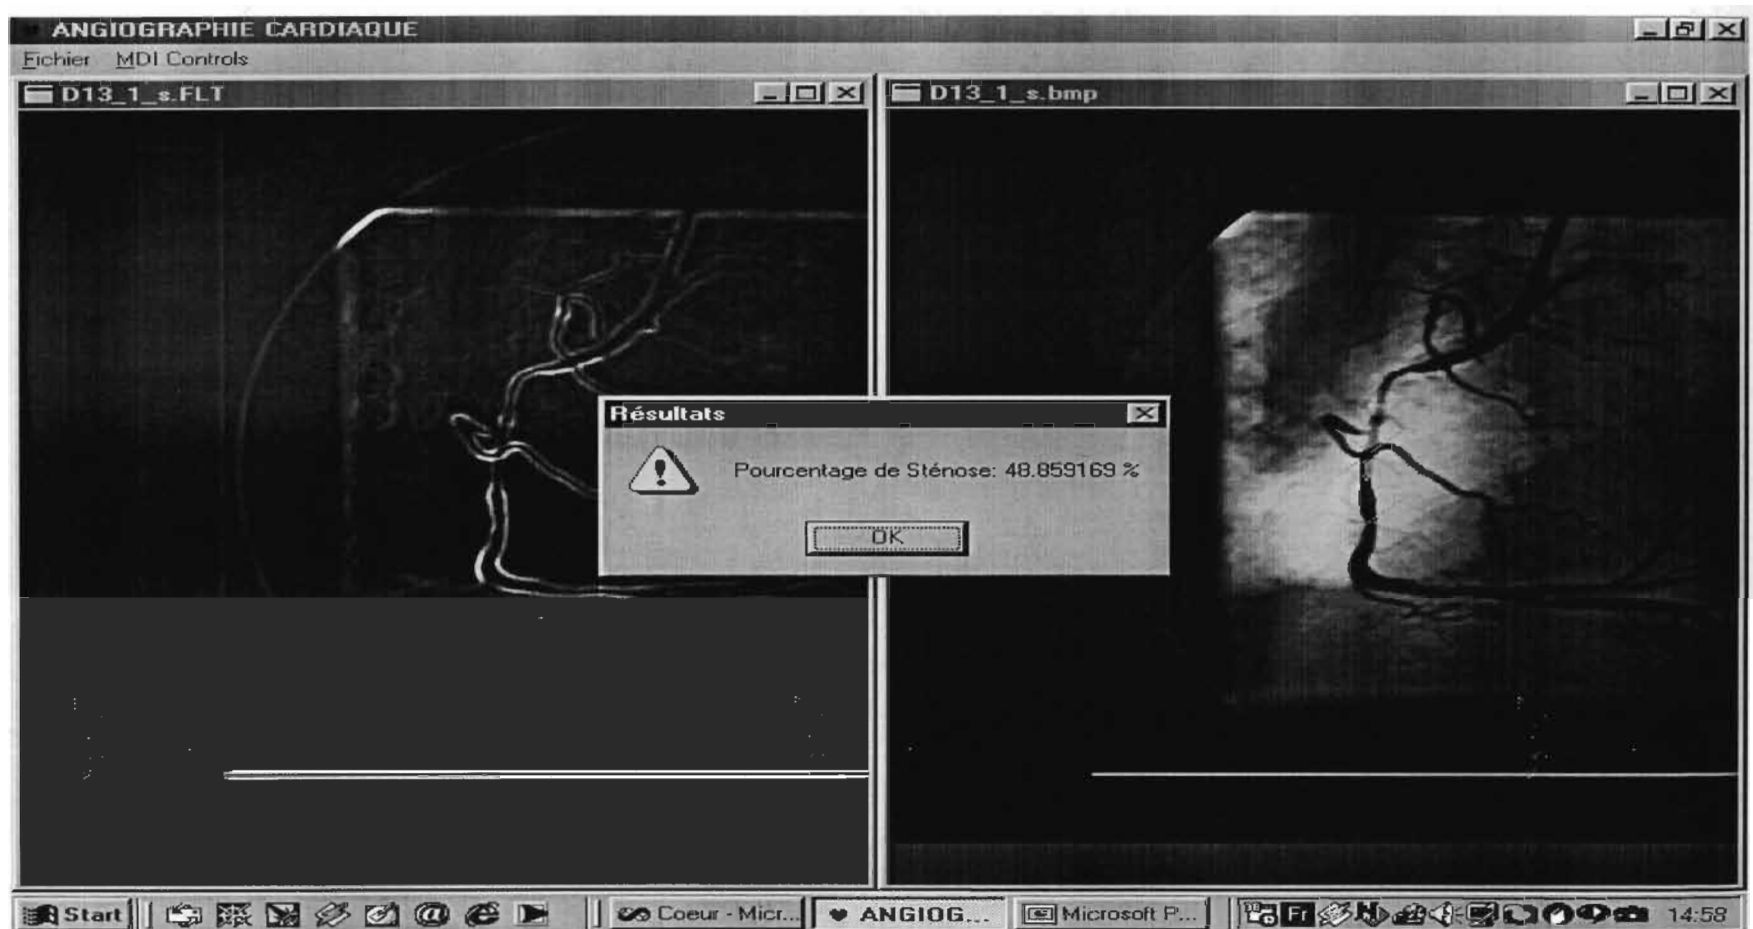 ANGIOGRAPHIE CARDIAQUE
Fichier MDI Controls
D13_1_s.FLT
D13_1_s.bmp
Résultats
Pourcentage de Sténose: 48.859169 %
OK
Start
Coeur - Micr...
ANGIOG...
Microsoft P...
Fr
14:58